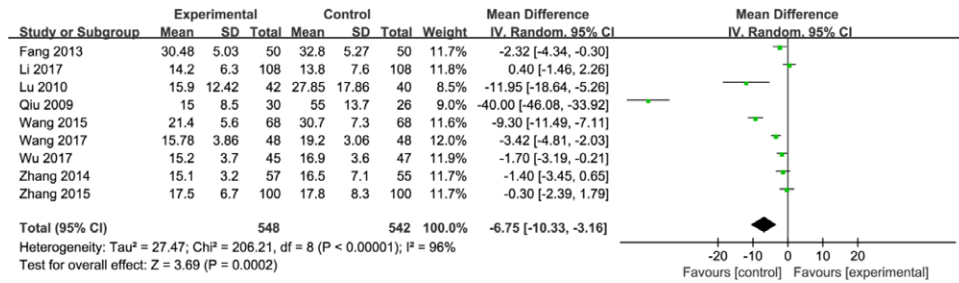 Experimental Control Mean Difference Mean Difference
Study or Subgroup Mean SD Total Mean SD Total Weight IV, Random, 95% CI IV, Random, 95% CI
Fang 2013 30.48 5.03 50 32.8 5.27 50 11.7% -2.32 [-4.34, -0.30]
Li 2017 14.2 6.3 108 13.8 7.6 108 11.8% 0.40 [-1.46, 2.26]
Lu 2010 15.9 12.42 42 27.85 17.86 40 8.5% -11.95 [-18.64, -5.26]
Qiu 2009 15 8.5 30 55 13.7 26 9.0% -40.00 [-46.08, -33.92]
Wang 2015 21.4 5.6 68 30.7 7.3 68 11.6% -9.30 [-11.49, -7.11]
Wang 2017 15.78 3.86 48 19.2 3.06 48 12.0% -3.42 [-4.81, -2.03]
Wu 2017 15.2 3.7 45 16.9 3.6 47 11.9% -1.70 [-3.19, -0.21]
Zhang 2014 15.1 3.2 57 16.5 7.1 55 11.7% -1.40 [-3.45, 0.65]
Zhang 2015 17.5 6.7 100 17.8 8.3 100 11.7% -0.30 [-2.39, 1.79]
Total (95% CI) 548 542 100.0% -6.75 [-10.33, -3.16]
Heterogeneity: Tau² = 27.47; Chi² = 206.21, df = 8 (P < 0.00001); I² = 96%
Test for overall effect: Z = 3.69 (P = 0.0002)
-20 -10 0 10 20
Favours [control] Favours [experimental]